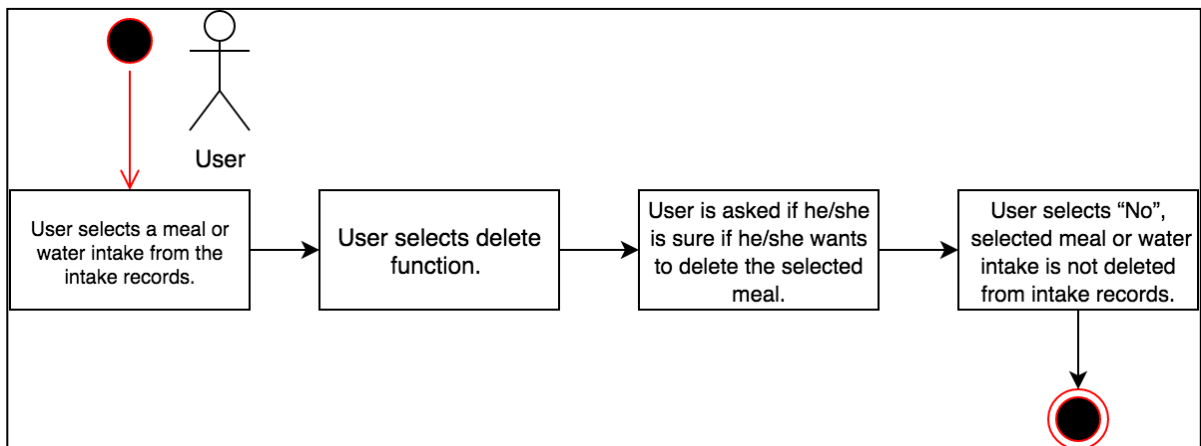 User
User selects a meal or
water intake from the
intake records.
User selects delete
function.
User is asked if he/she
is sure if he/she wants
to delete the selected
meal.
User selects “No”,
selected meal or water
intake is not deleted
from intake records.